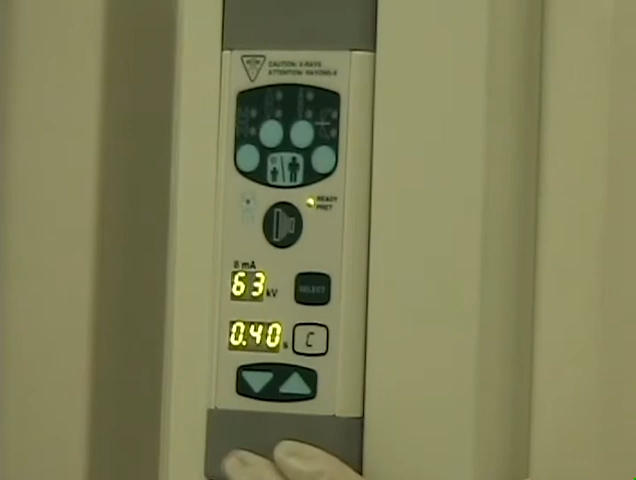 CAUTION: X-RAYS
ATTENTION: RAYONS-X
READY
PRET
8 mA
63 kV
SELECT
0.40 s
C